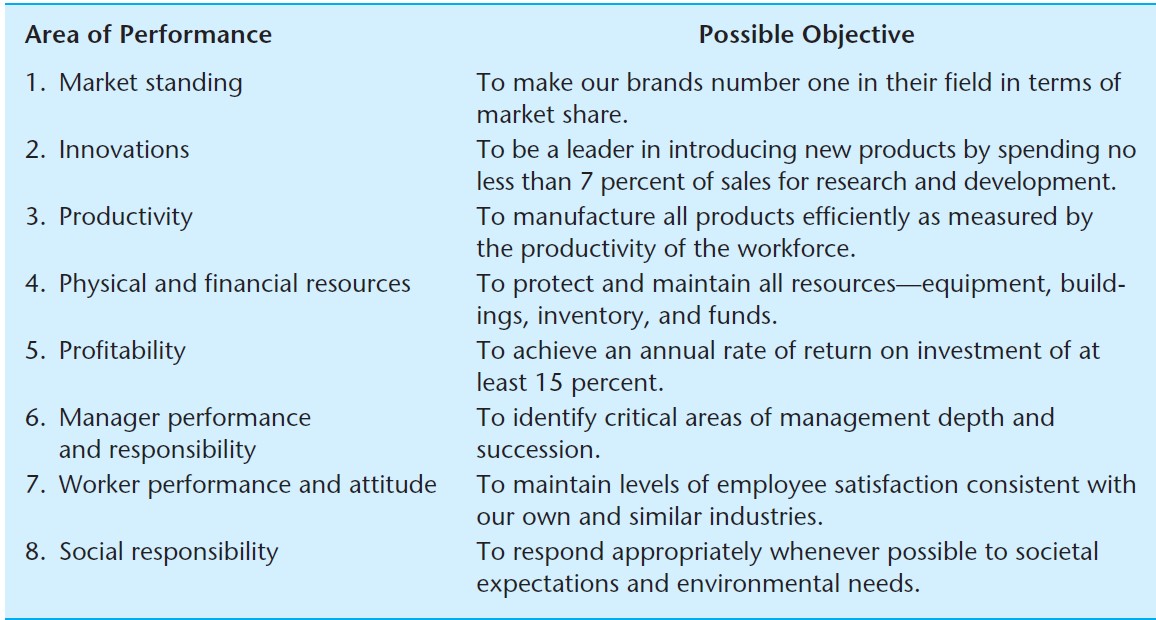 Area of Performance Possible Objective
1. Market standing To make our brands number one in their field in terms of
market share.
2. Innovations To be a leader in introducing new products by spending no
less than 7 percent of sales for research and development.
3. Productivity To manufacture all products efficiently as measured by
the productivity of the workforce.
4. Physical and financial resources To protect and maintain all resources—equipment, build-
ings, inventory, and funds.
5. Profitability To achieve an annual rate of return on investment of at
least 15 percent.
6. Manager performance To identify critical areas of management depth and
and responsibility succession.
7. Worker performance and attitude To maintain levels of employee satisfaction consistent with
our own and similar industries.
8. Social responsibility To respond appropriately whenever possible to societal
expectations and environmental needs.